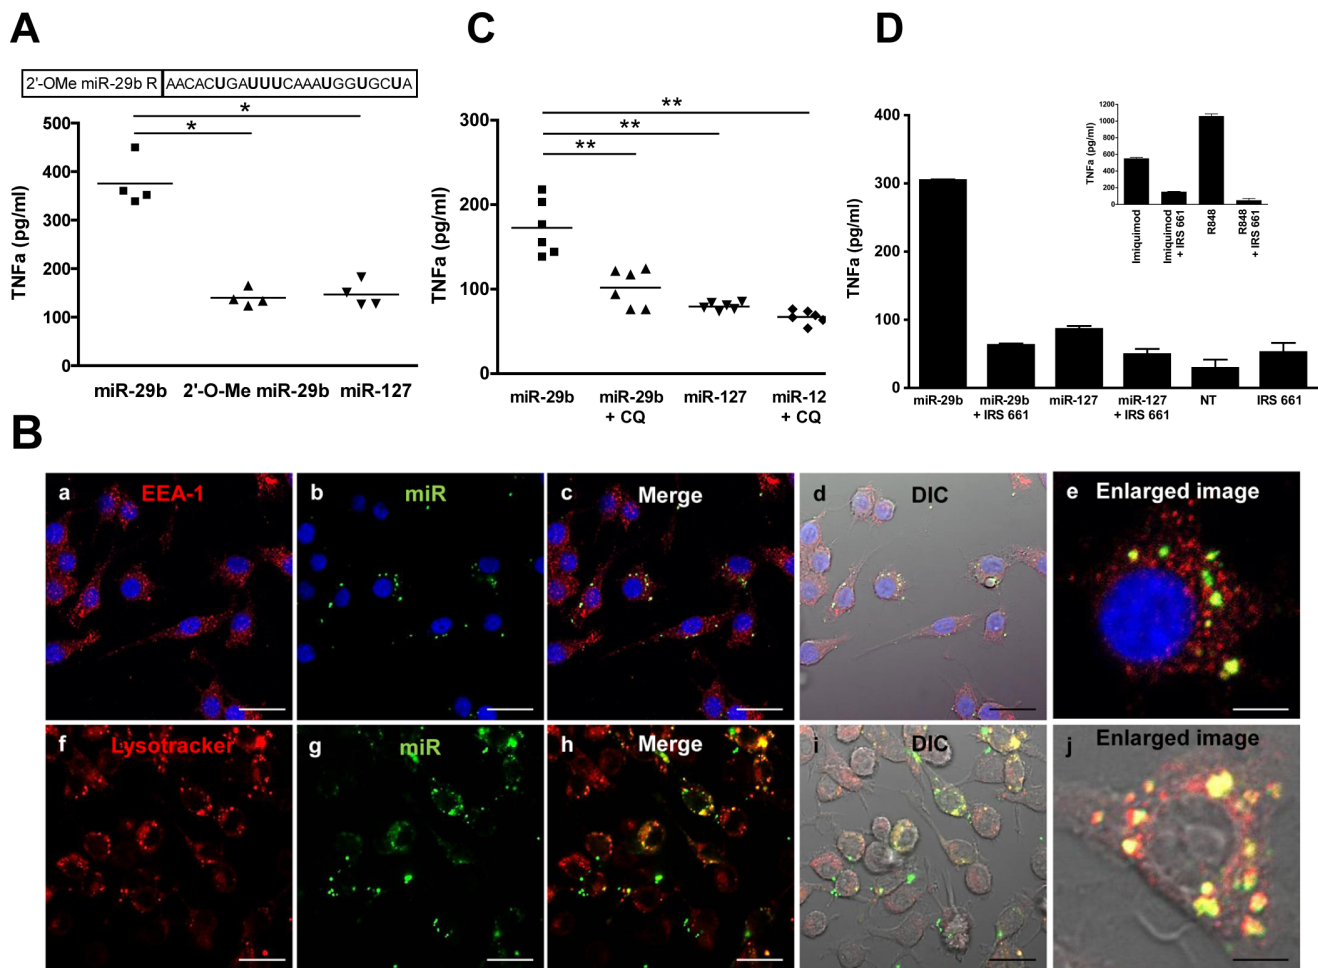 A
2'-OMe miR-29b R AACACUGAUUUCAAAUGGUGCUA
*
*
500
400
300
200
100
0
TNFa (pg/ml)
miR-29b 2'-O-Me miR-29b miR-127
C
**
**
**
300
200
100
0
TNFa (pg/ml)
miR-29b miR-29b + CQ miR-127 miR-12 + CQ
D
400
300
200
100
0
TNFa (pg/ml)
1200
1000
800
600
400
200
0
TNFa (pg/ml)
Imiquimod
Imiquimod + IRS 661
R848
R848 + IRS 661
miR-29b miR-29b + IRS 661 miR-127 miR-127 + IRS 661 NT IRS 661
B
a EEA-1
b miR
c Merge
d DIC
e Enlarged image
f Lysotracker
g miR
h Merge
i DIC
j Enlarged image